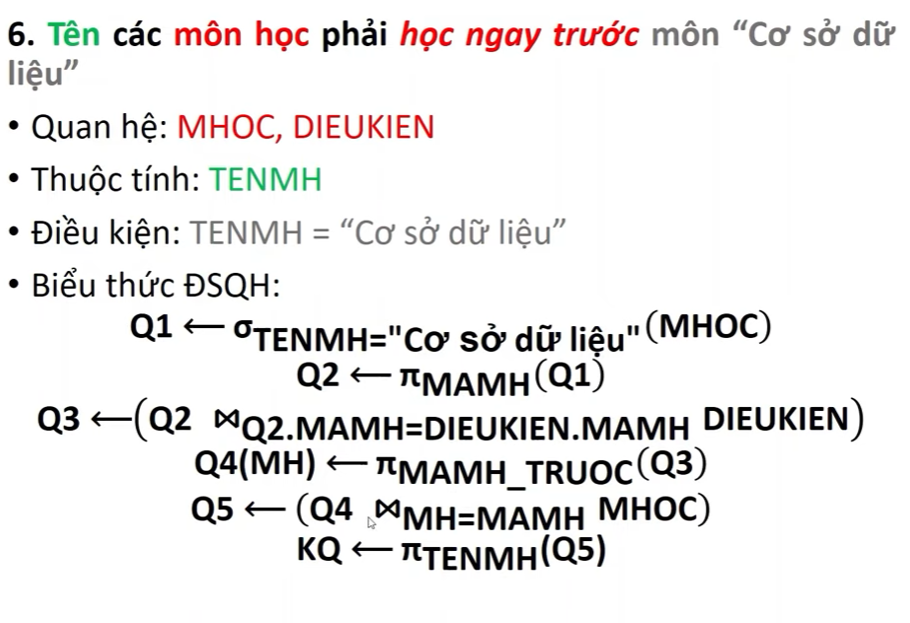 6. Tên các môn học phải học ngay trước môn “Cơ sở dữ
liệu”
• Quan hệ: MHOC, DIEUKIEN
• Thuộc tính: TENMH
• Điều kiện: TENMH = “Cơ sở dữ liệu”
• Biểu thức ĐSQH:
Q1 ⟵ σTENMH="Cơ sở dữ liệu"(MHOC)
Q2 ⟵ πMAMH(Q1)
Q3 ⟵(Q2 ⋈Q2.MAMH=DIEUKIEN.MAMH DIEUKIEN)
Q4(MH) ⟵ πMAMH_TRUOC(Q3)
Q5 ⟵ (Q4 ⋈MH=MAMH MHOC)
KQ ⟵ πTENMH(Q5)